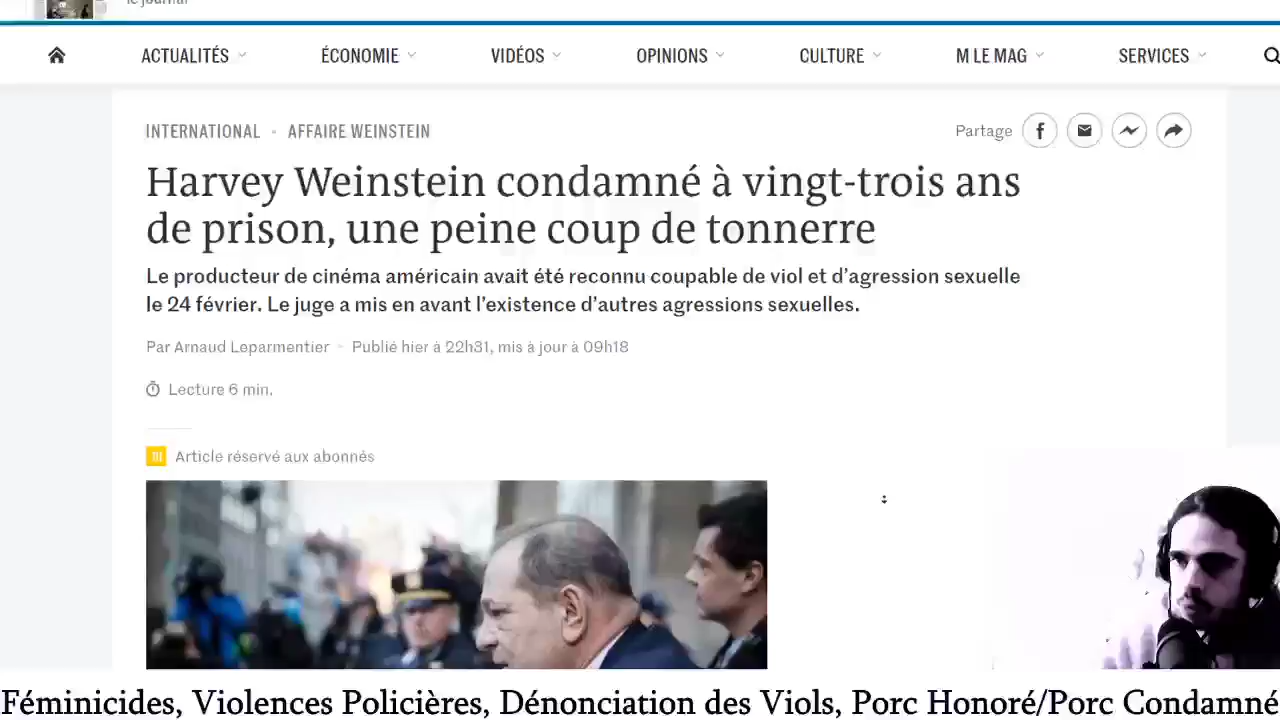 le journal
ACTUALITÉS
ÉCONOMIE
VIDÉOS
OPINIONS
CULTURE
M LE MAG
SERVICES
INTERNATIONAL • AFFAIRE WEINSTEIN
Partage
Harvey Weinstein condamné à vingt-trois ans
de prison, une peine coup de tonnerre
Le producteur de cinéma américain avait été reconnu coupable de viol et d’agression sexuelle
le 24 février. Le juge a mis en avant l’existence d’autres agressions sexuelles.
Par Arnaud Leparmentier • Publié hier à 22h31, mis à jour à 09h18
Lecture 6 min.
Article réservé aux abonnés
Féminicides, Violences Policières, Dénonciation des Viols, Porc Honoré/Porc Condamné